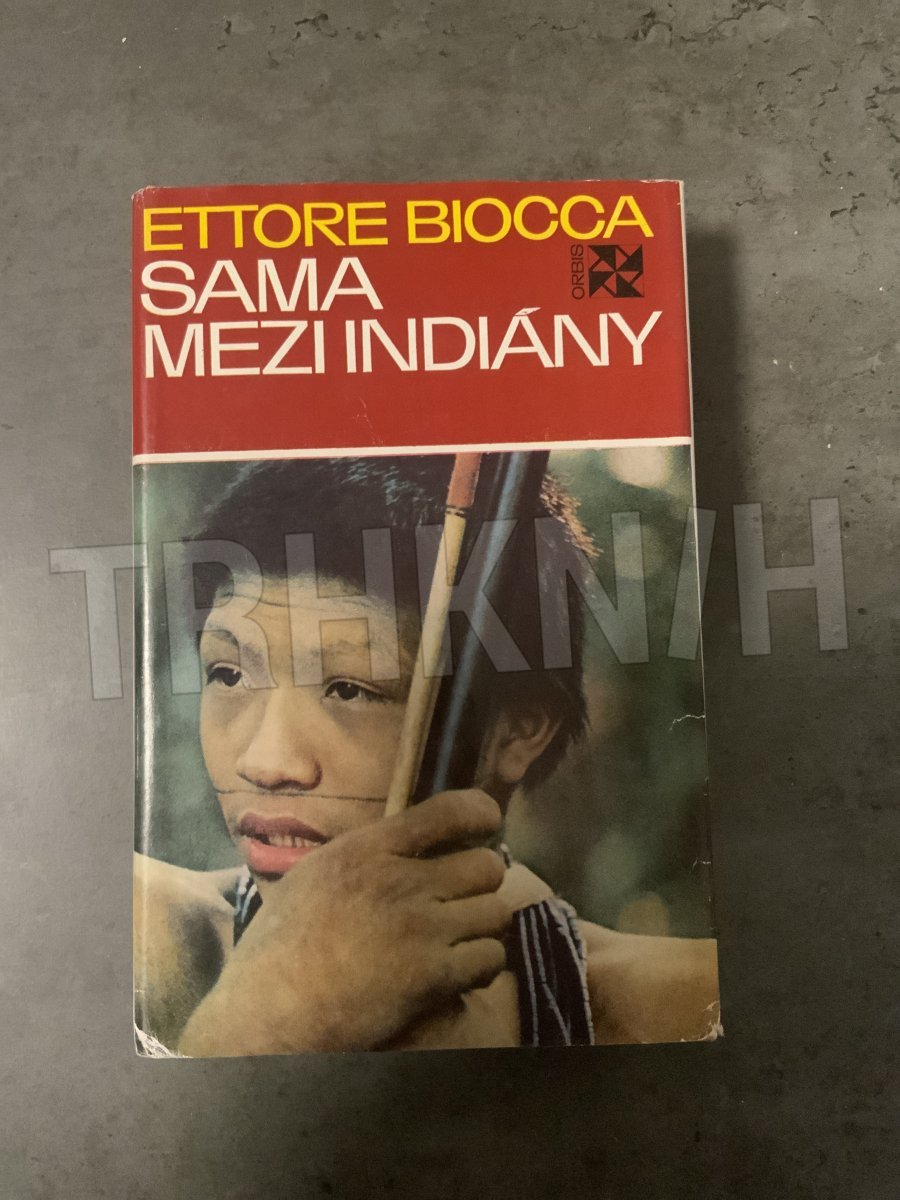 ETTORE BIOCCA
SAMA
MEZI INDIÁNY
ORBIS
TRHKNIH